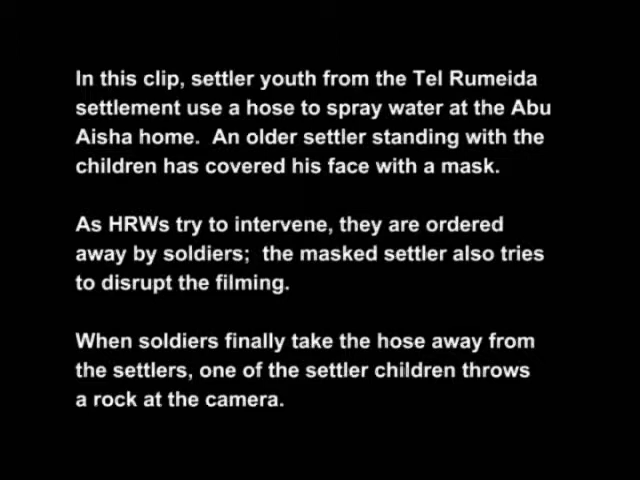 In this clip, settler youth from the Tel Rumeida
settlement use a hose to spray water at the Abu
Aisha home.  An older settler standing with the
children has covered his face with a mask.
As HRWs try to intervene, they are ordered
away by soldiers;  the masked settler also tries
to disrupt the filming.
When soldiers finally take the hose away from
the settlers, one of the settler children throws
a rock at the camera.